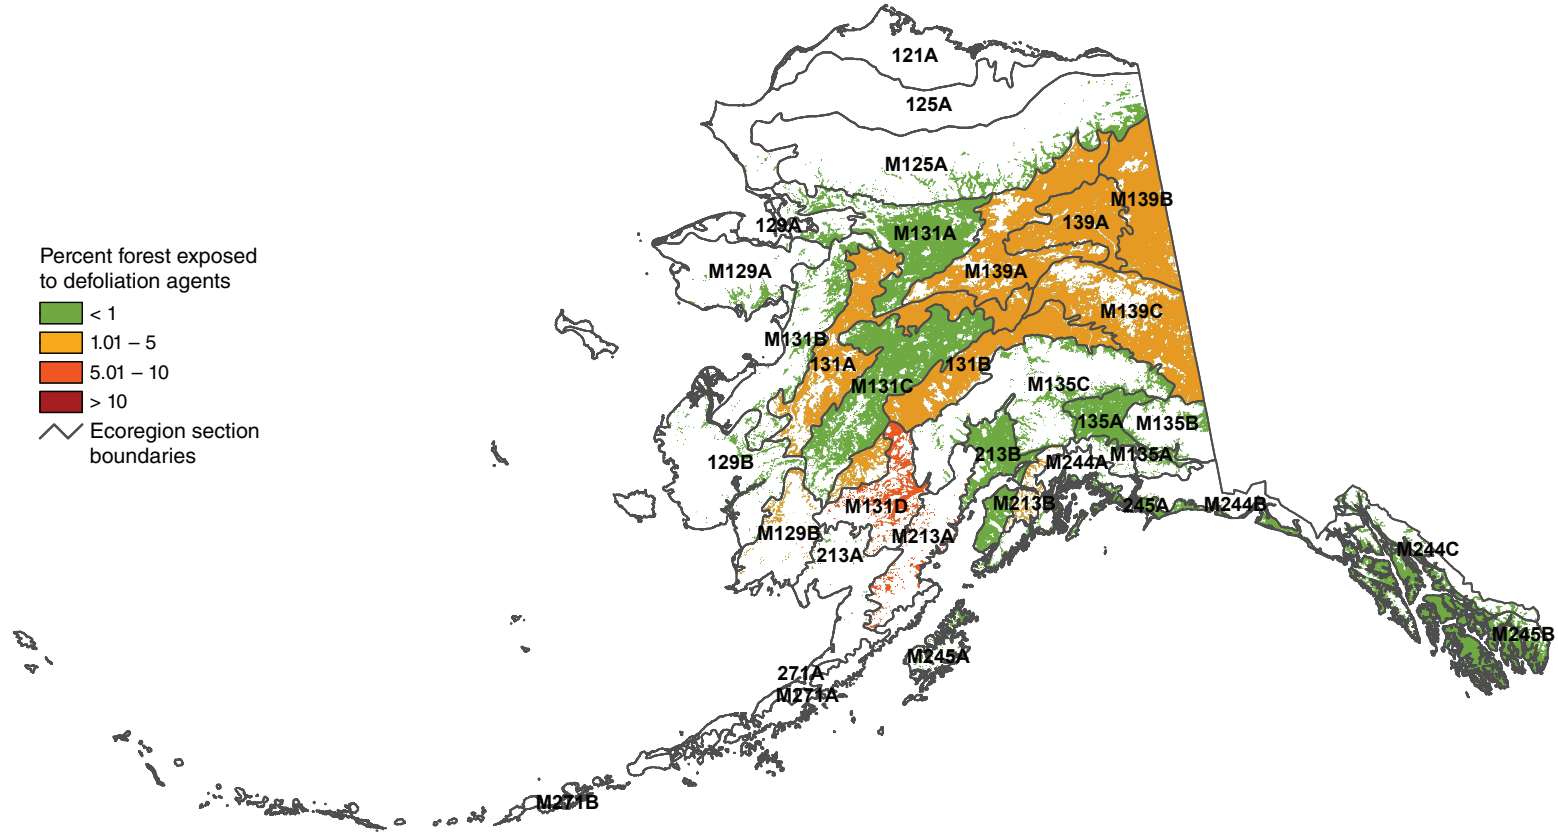 121A
125A
M125A
M139B
139A
129A
M131A
Percent forest exposed
to defoliation agents
M129A
M139A
< 1
M139C
1.01 – 5
M131B
131A
131B
5.01 – 10
M131C
M135C
> 10
135A
M135B
Ecoregion section
boundaries
213B
M135A
129B
M244A
M131D
M213B
245A
M244B
M129B
M213A
213A
M244C
M245B
M245A
271A
M271A
M271B